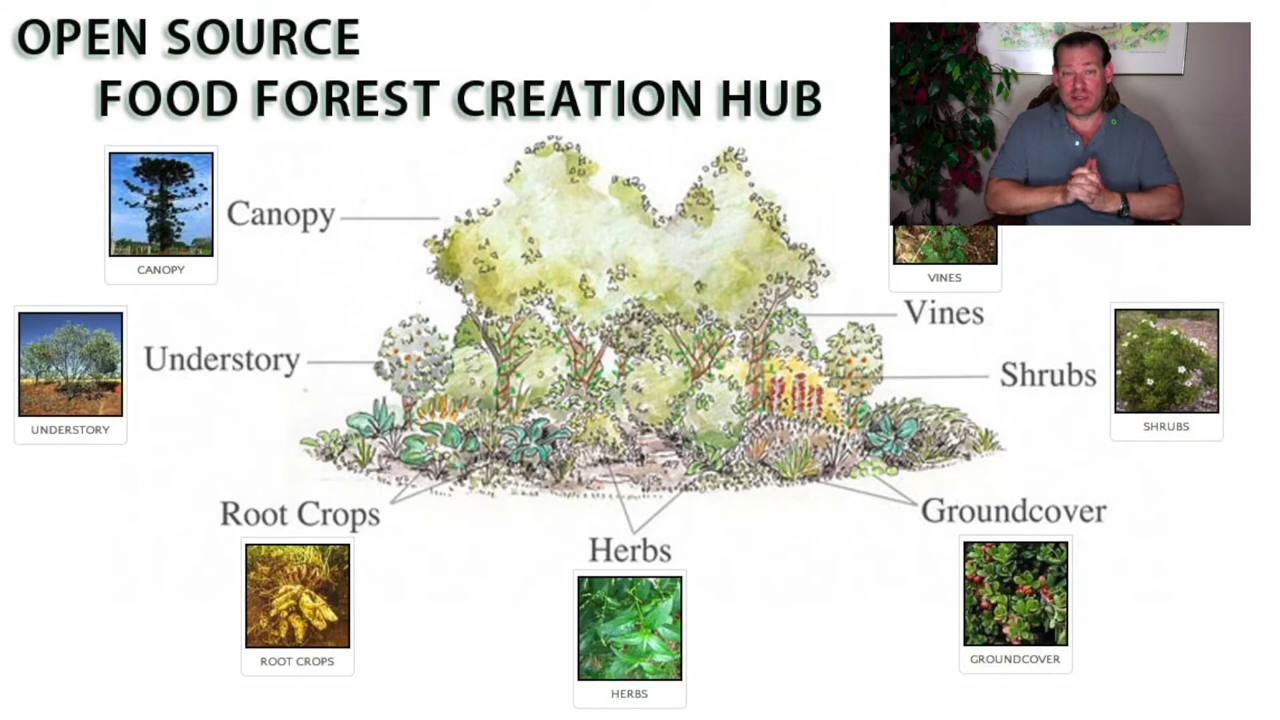 OPEN SOURCE
FOOD FOREST CREATION HUB
CANOPY
Canopy
VINES
Vines
UNDERSTORY
Understory
Shrubs
SHRUBS
Root Crops
ROOT CROPS
Herbs
HERBS
Groundcover
GROUNDCOVER